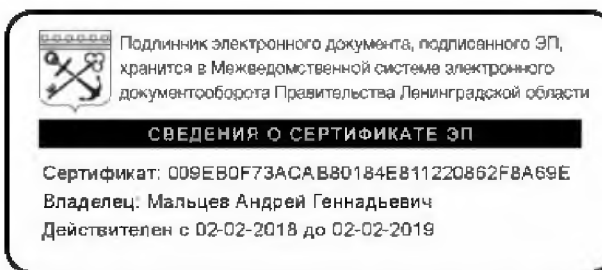 Подлинник электронного документа, подписанного ЭП,
хранится в Межведомственной системе электронного
документооборота Правительства Ленинградской области
СВЕДЕНИЯ О СЕРТИФИКАТЕ ЭП
Сертификат: 009EB0F73ACAB80184E811220862F8A69E
Владелец: Мальцев Андрей Геннадьевич
Действителен с 02-02-2018 до 02-02-2019